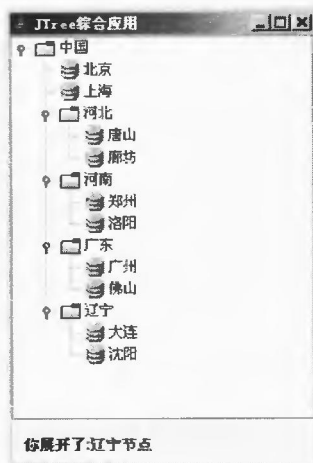 JTree综合应用
中国
北京
上海
河北
唐山
廊坊
河南
郑州
洛阳
广东
广州
佛山
辽宁
大连
沈阳
你展开了:辽宁节点